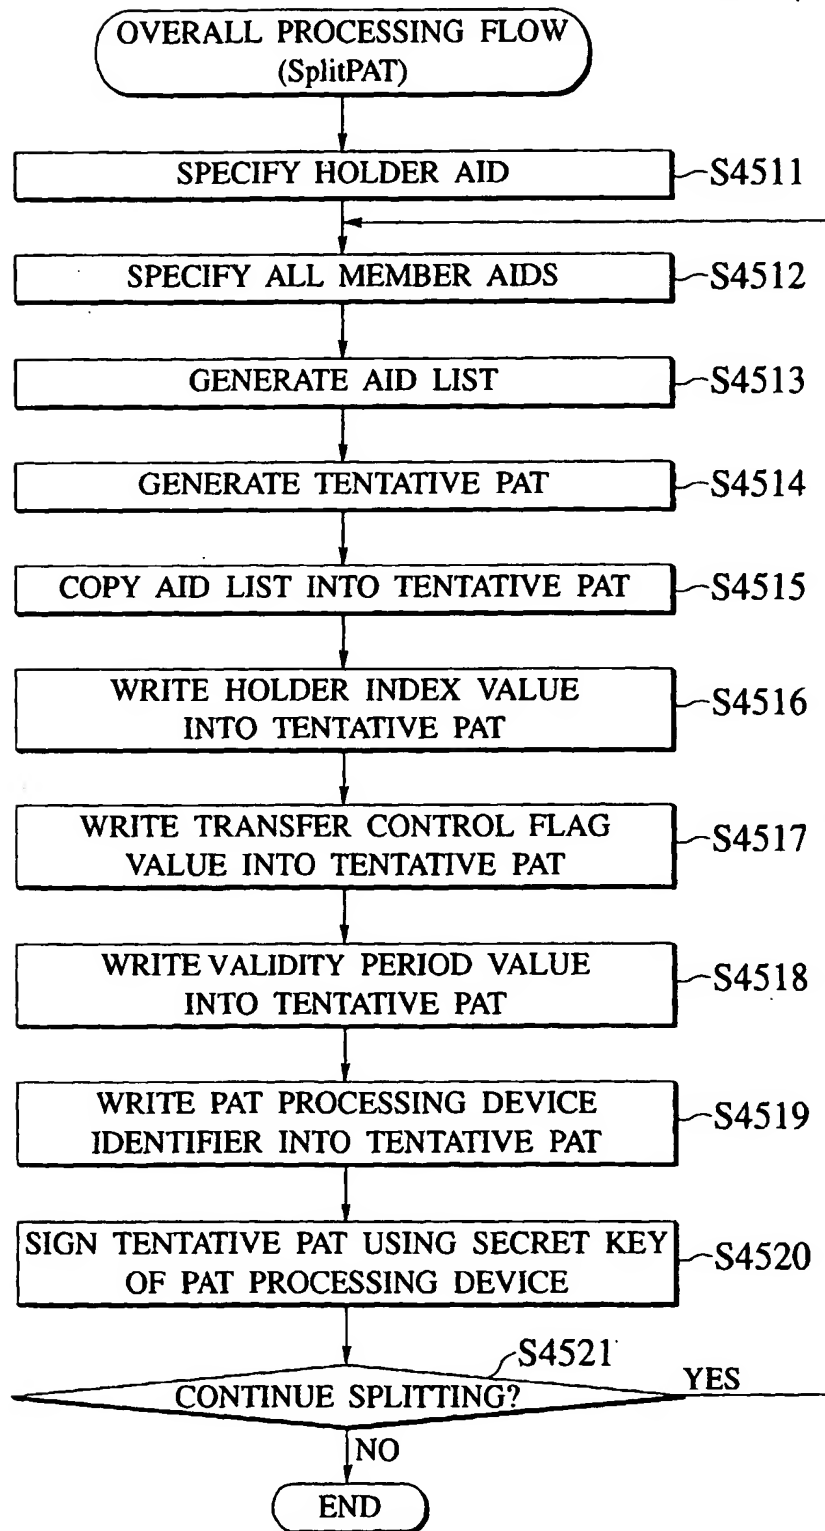 OVERALL PROCESSING FLOW
(SplitPAT)
SPECIFY HOLDER AID
S4511
SPECIFY ALL MEMBER AIDS
S4512
GENERATE AID LIST
S4513
GENERATE TENTATIVE PAT
S4514
COPY AID LIST INTO TENTATIVE PAT
S4515
WRITE HOLDER INDEX VALUE
INTO TENTATIVE PAT
S4516
WRITE TRANSFER CONTROL FLAG
VALUE INTO TENTATIVE PAT
S4517
WRITE VALIDITY PERIOD VALUE
INTO TENTATIVE PAT
S4518
WRITE PAT PROCESSING DEVICE
IDENTIFIER INTO TENTATIVE PAT
S4519
SIGN TENTATIVE PAT USING SECRET KEY
OF PAT PROCESSING DEVICE
S4520
S4521
CONTINUE SPLITTING?
YES
NO
END